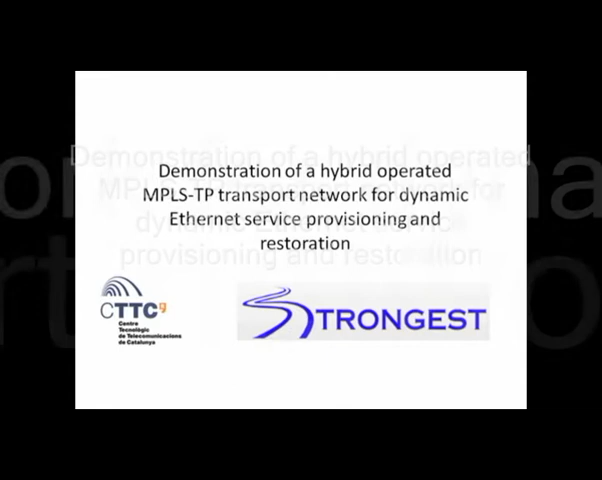 Demonstration of a hybrid operated
MPLS-TP transport network for dynamic
Ethernet service provisioning and
restoration
CTTC9
Centre
Tecnològic
de Telecomunicacions
de Catalunya
STRONGEST